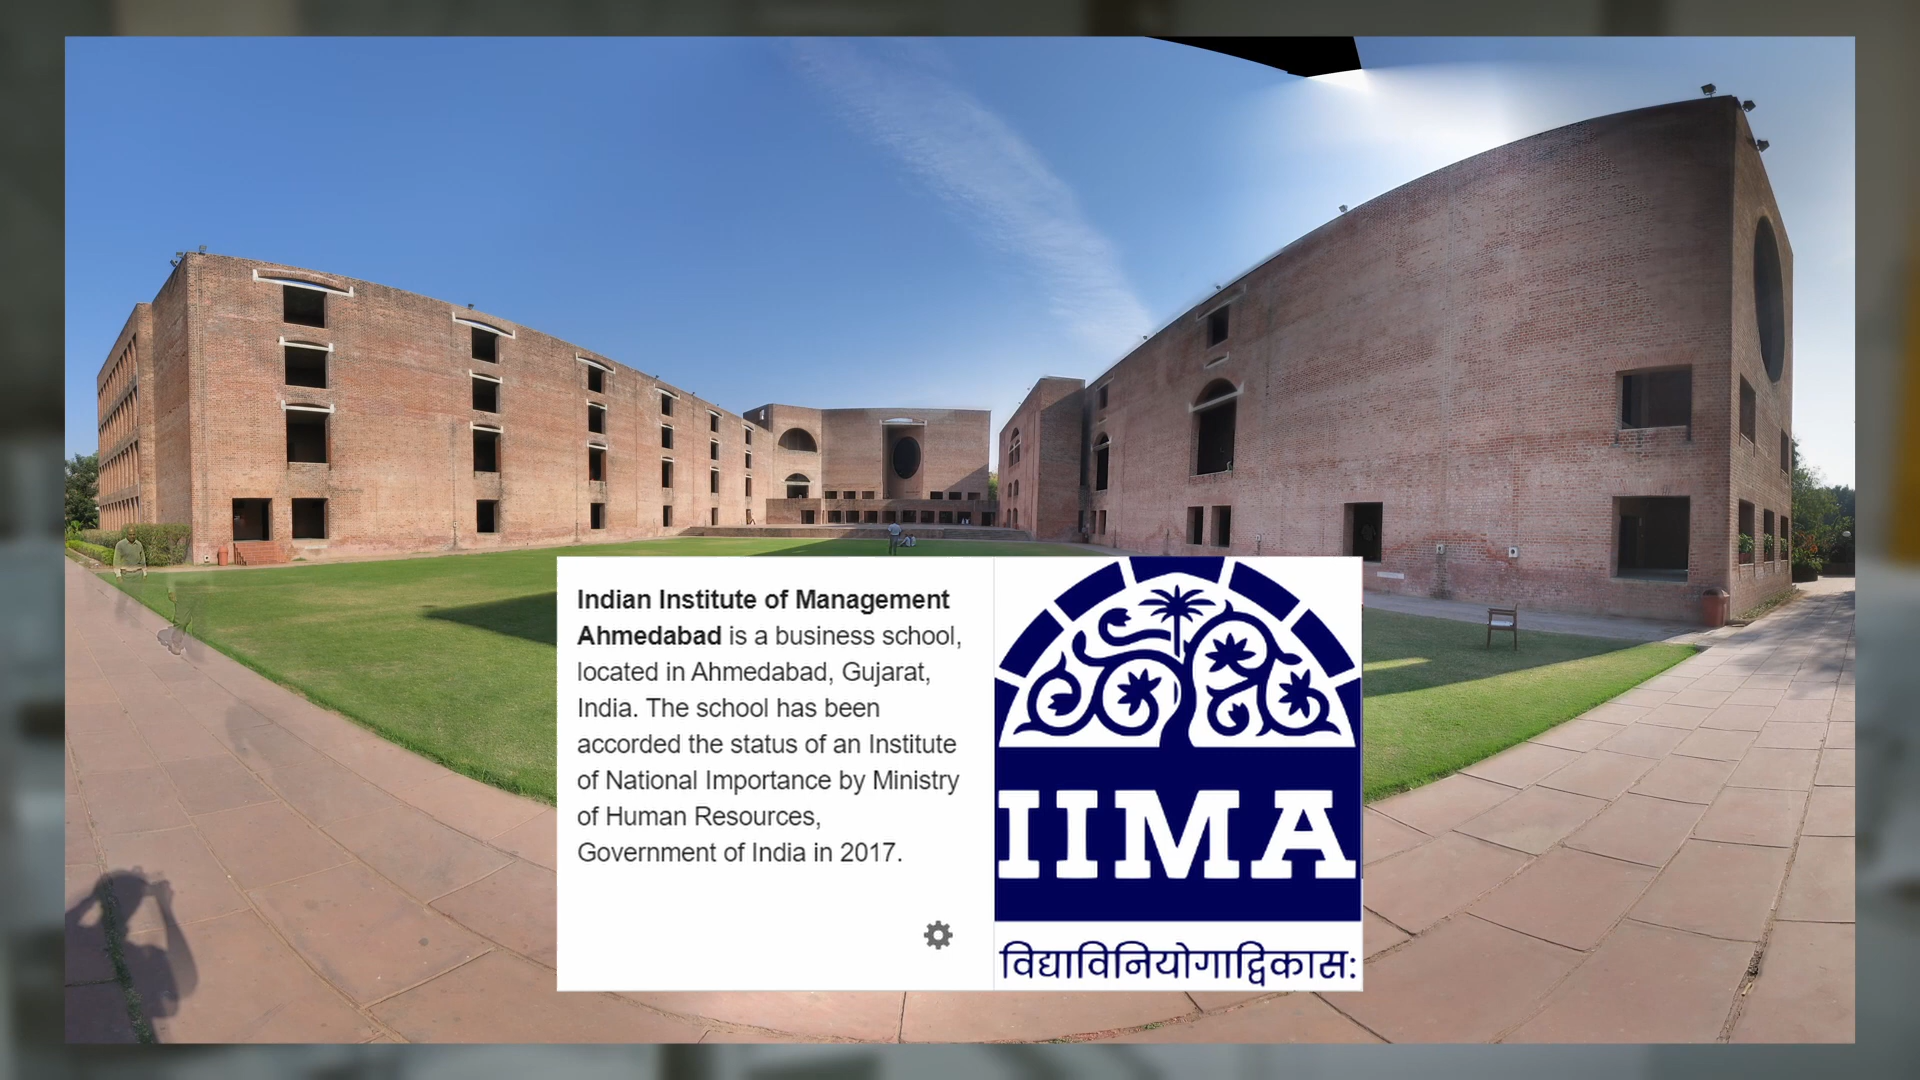 Indian Institute of Management
Ahmedabad is a business school,
located in Ahmedabad, Gujarat,
India. The school has been
accorded the status of an Institute
of National Importance by Ministry
of Human Resources,
Government of India in 2017.
IIMA
विद्याविनियोगाद्विकास: